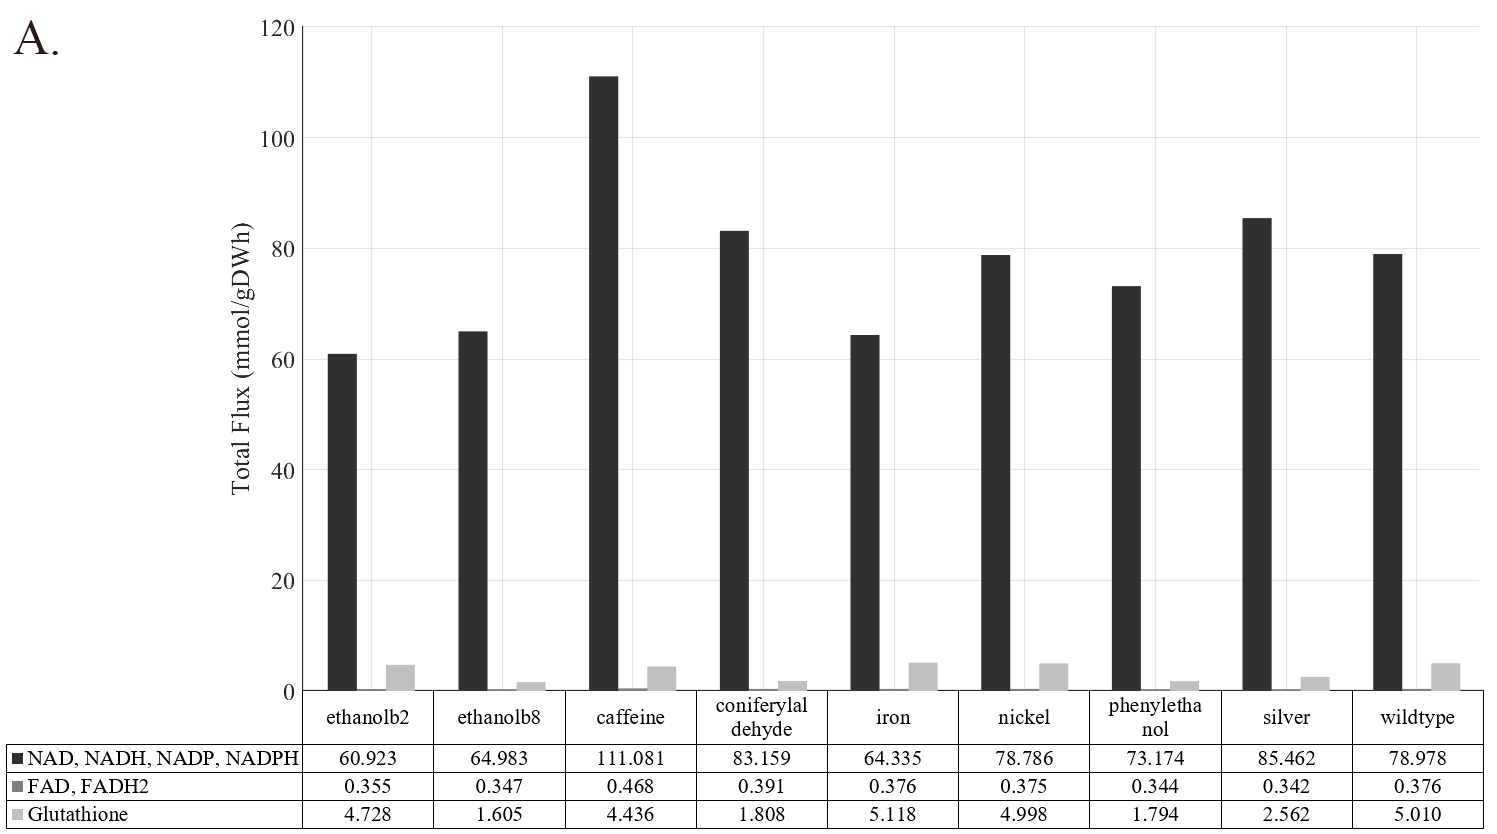 A.
120
100
80
60
40
20
0
Total Flux (mmol/gDWh)
ethanolb2 ethanolb8 caffeine coniferylal dehyde iron nickel phenyletha nol silver wildtype
NAD, NADH, NADP, NADPH 60.923 64.983 111.081 83.159 64.335 78.786 73.174 85.462 78.978
FAD, FADH2 0.355 0.347 0.468 0.391 0.376 0.375 0.344 0.342 0.376
Glutathione 4.728 1.605 4.436 1.808 5.118 4.998 1.794 2.562 5.010